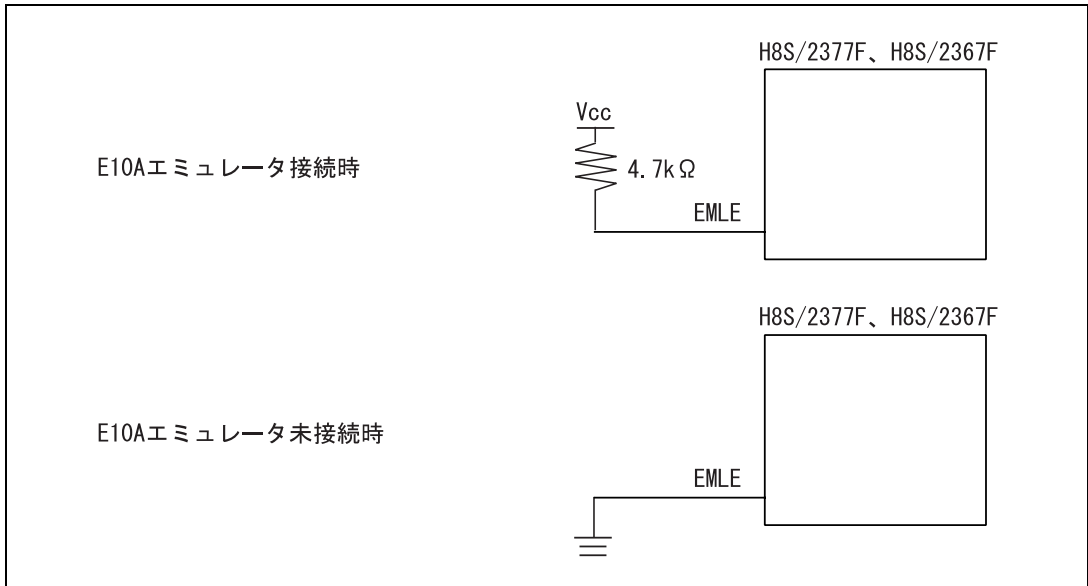 H8S/2377F、H8S/2367F
Vcc
E10Aエミュレータ接続時
4.7kΩ
EMLE
H8S/2377F、H8S/2367F
E10Aエミュレータ未接続時
EMLE